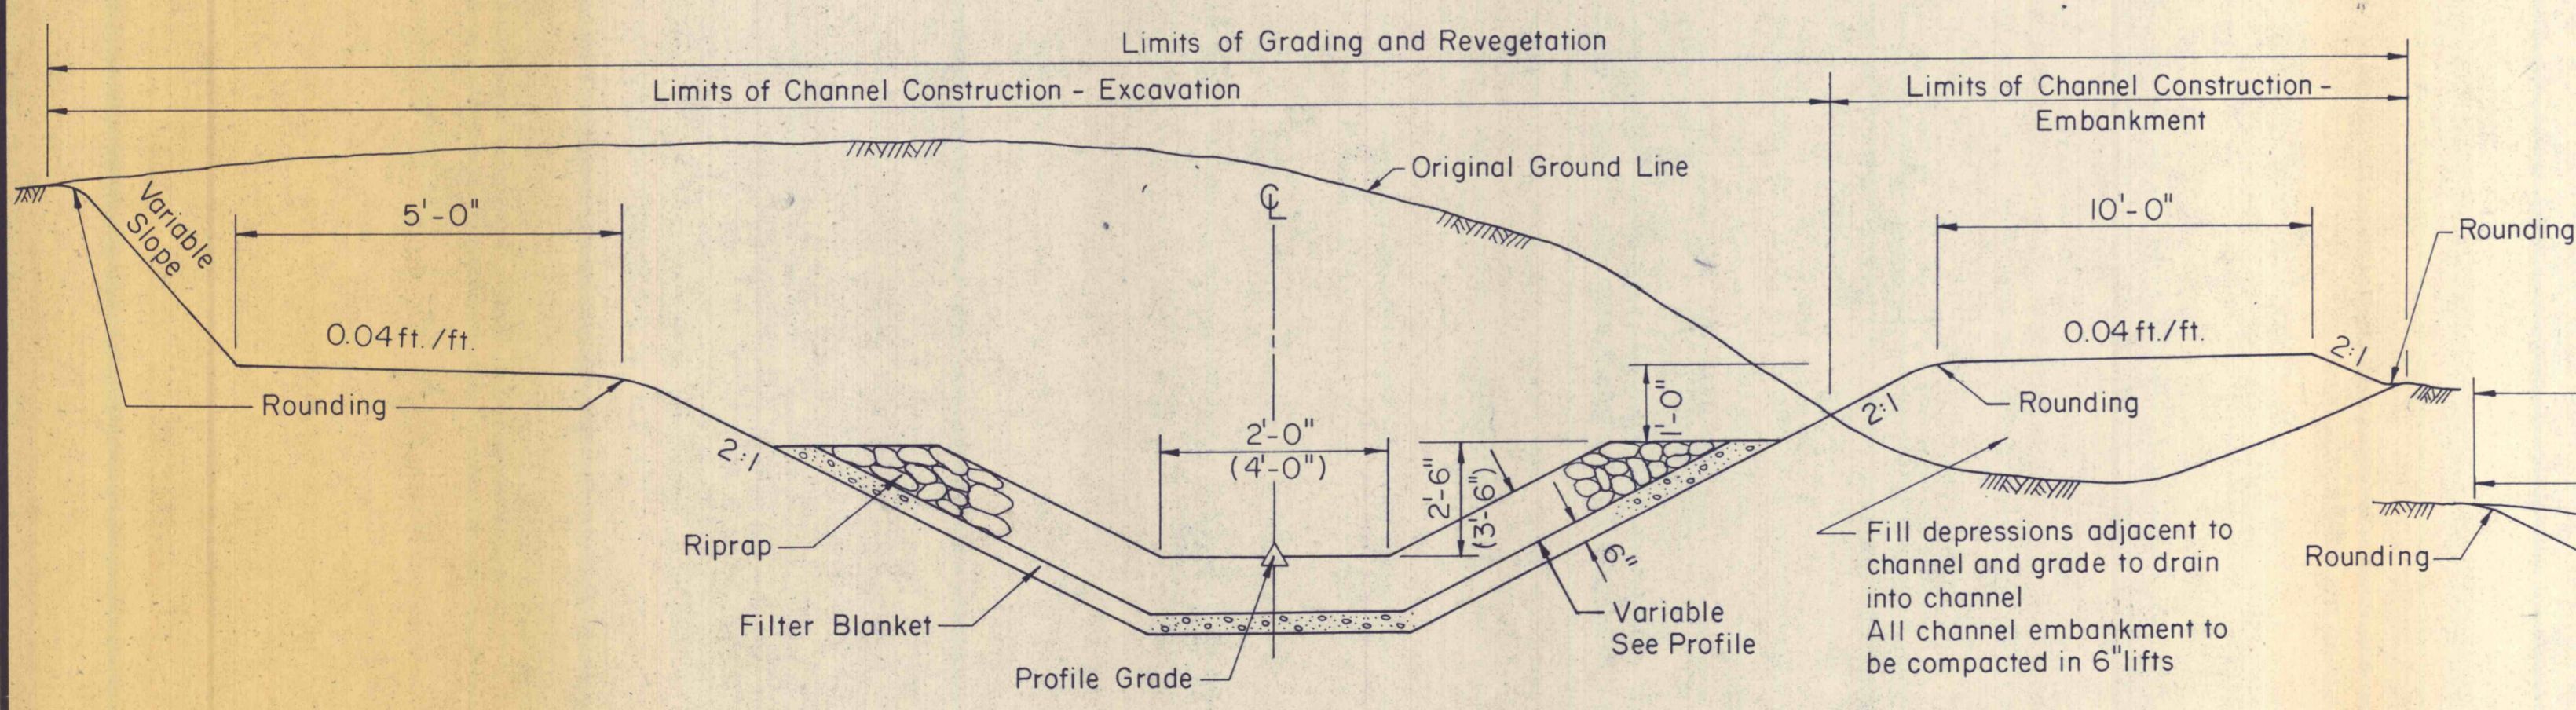 Limits of Grading and Revegetation
Limits of Channel Construction - Excavation
Limits of Channel Construction -
Embankment
Original Ground Line
℄
Variable
Slope
5'-0"
10'-0"
Rounding
0.04 ft./ft.
0.04 ft./ft.
2:1
Rounding
1'-0"
2:1
Rounding
2:1
2'-0"
(4'-0")
2'-6"
(3'-6")
Riprap
6"
Filter Blanket
Profile Grade
Variable
See Profile
Fill depressions adjacent to
channel and grade to drain
into channel
All channel embankment to
be compacted in 6" lifts
Rounding